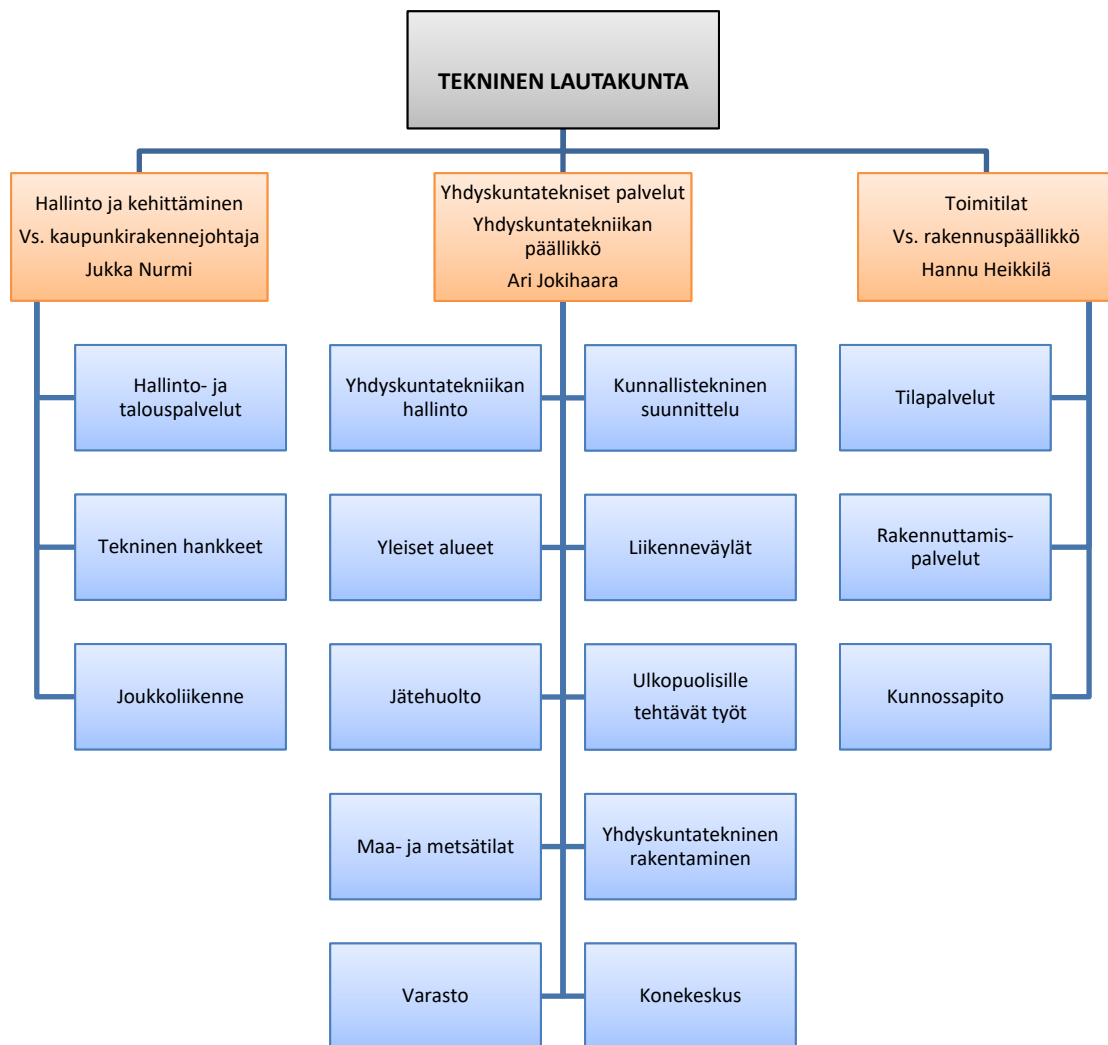 TEKNINEN LAUTAKUNTA
Hallinto ja kehittäminen
Vs. kaupunkirakennejohtaja
Jukka Nurmi
Yhdyskuntatekniset palvelut
Yhdyskuntatekniikan
päällikkö
Ari Jokihaara
Toimitilat
Vs. rakennuspäällikkö
Hannu Heikkilä
Hallinto- ja
talouspalvelut
Yhdyskuntatekniikan
hallinto
Kunnallistekninen
suunnittelu
Tilapalvelut
Tekninen hankkeet
Yleiset alueet
Liikenneväylät
Rakennuttamis-
palvelut
Joukkoliikenne
Jätehuolto
Ulkopuolisille
tehtävät työt
Kunnossapito
Maa- ja metsätilat
Yhdyskuntatekninen
rakentaminen
Varasto
Konekeskus